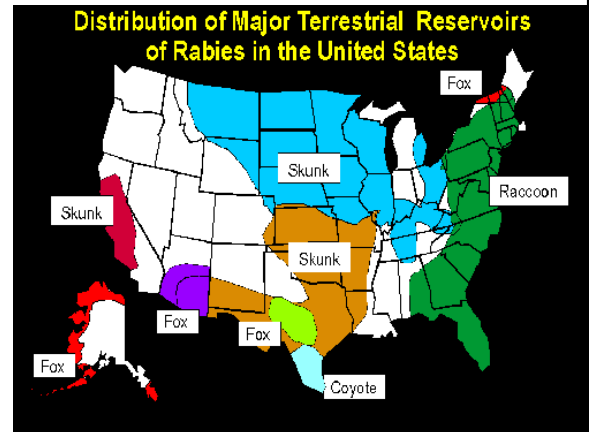 Distribution of Major Terrestrial Reservoirs
of Rabies in the United States
Fox
Skunk
Raccoon
Skunk
Skunk
Fox
Fox
Fox
Coyote